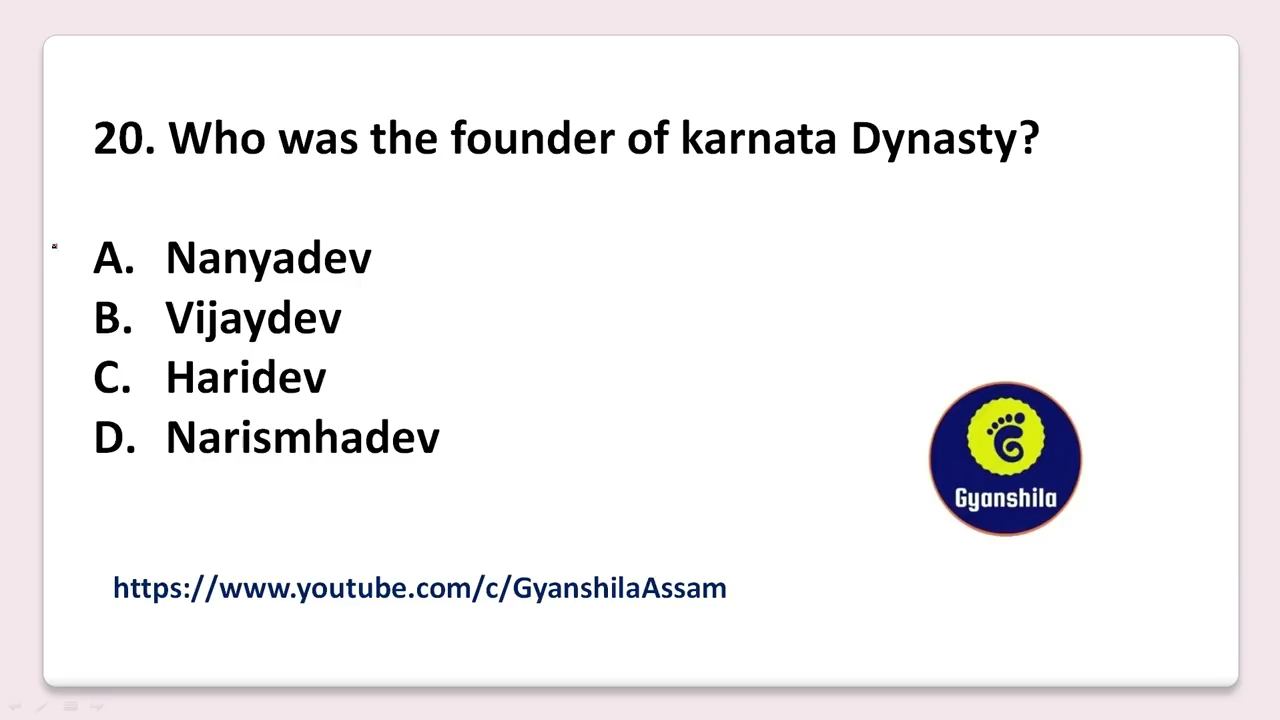 20. Who was the founder of karnata Dynasty?
A. Nanyadev
B. Vijaydev
C. Haridev
D. Narismhadev
Gyanshila
https://www.youtube.com/c/GyanshilaAssam